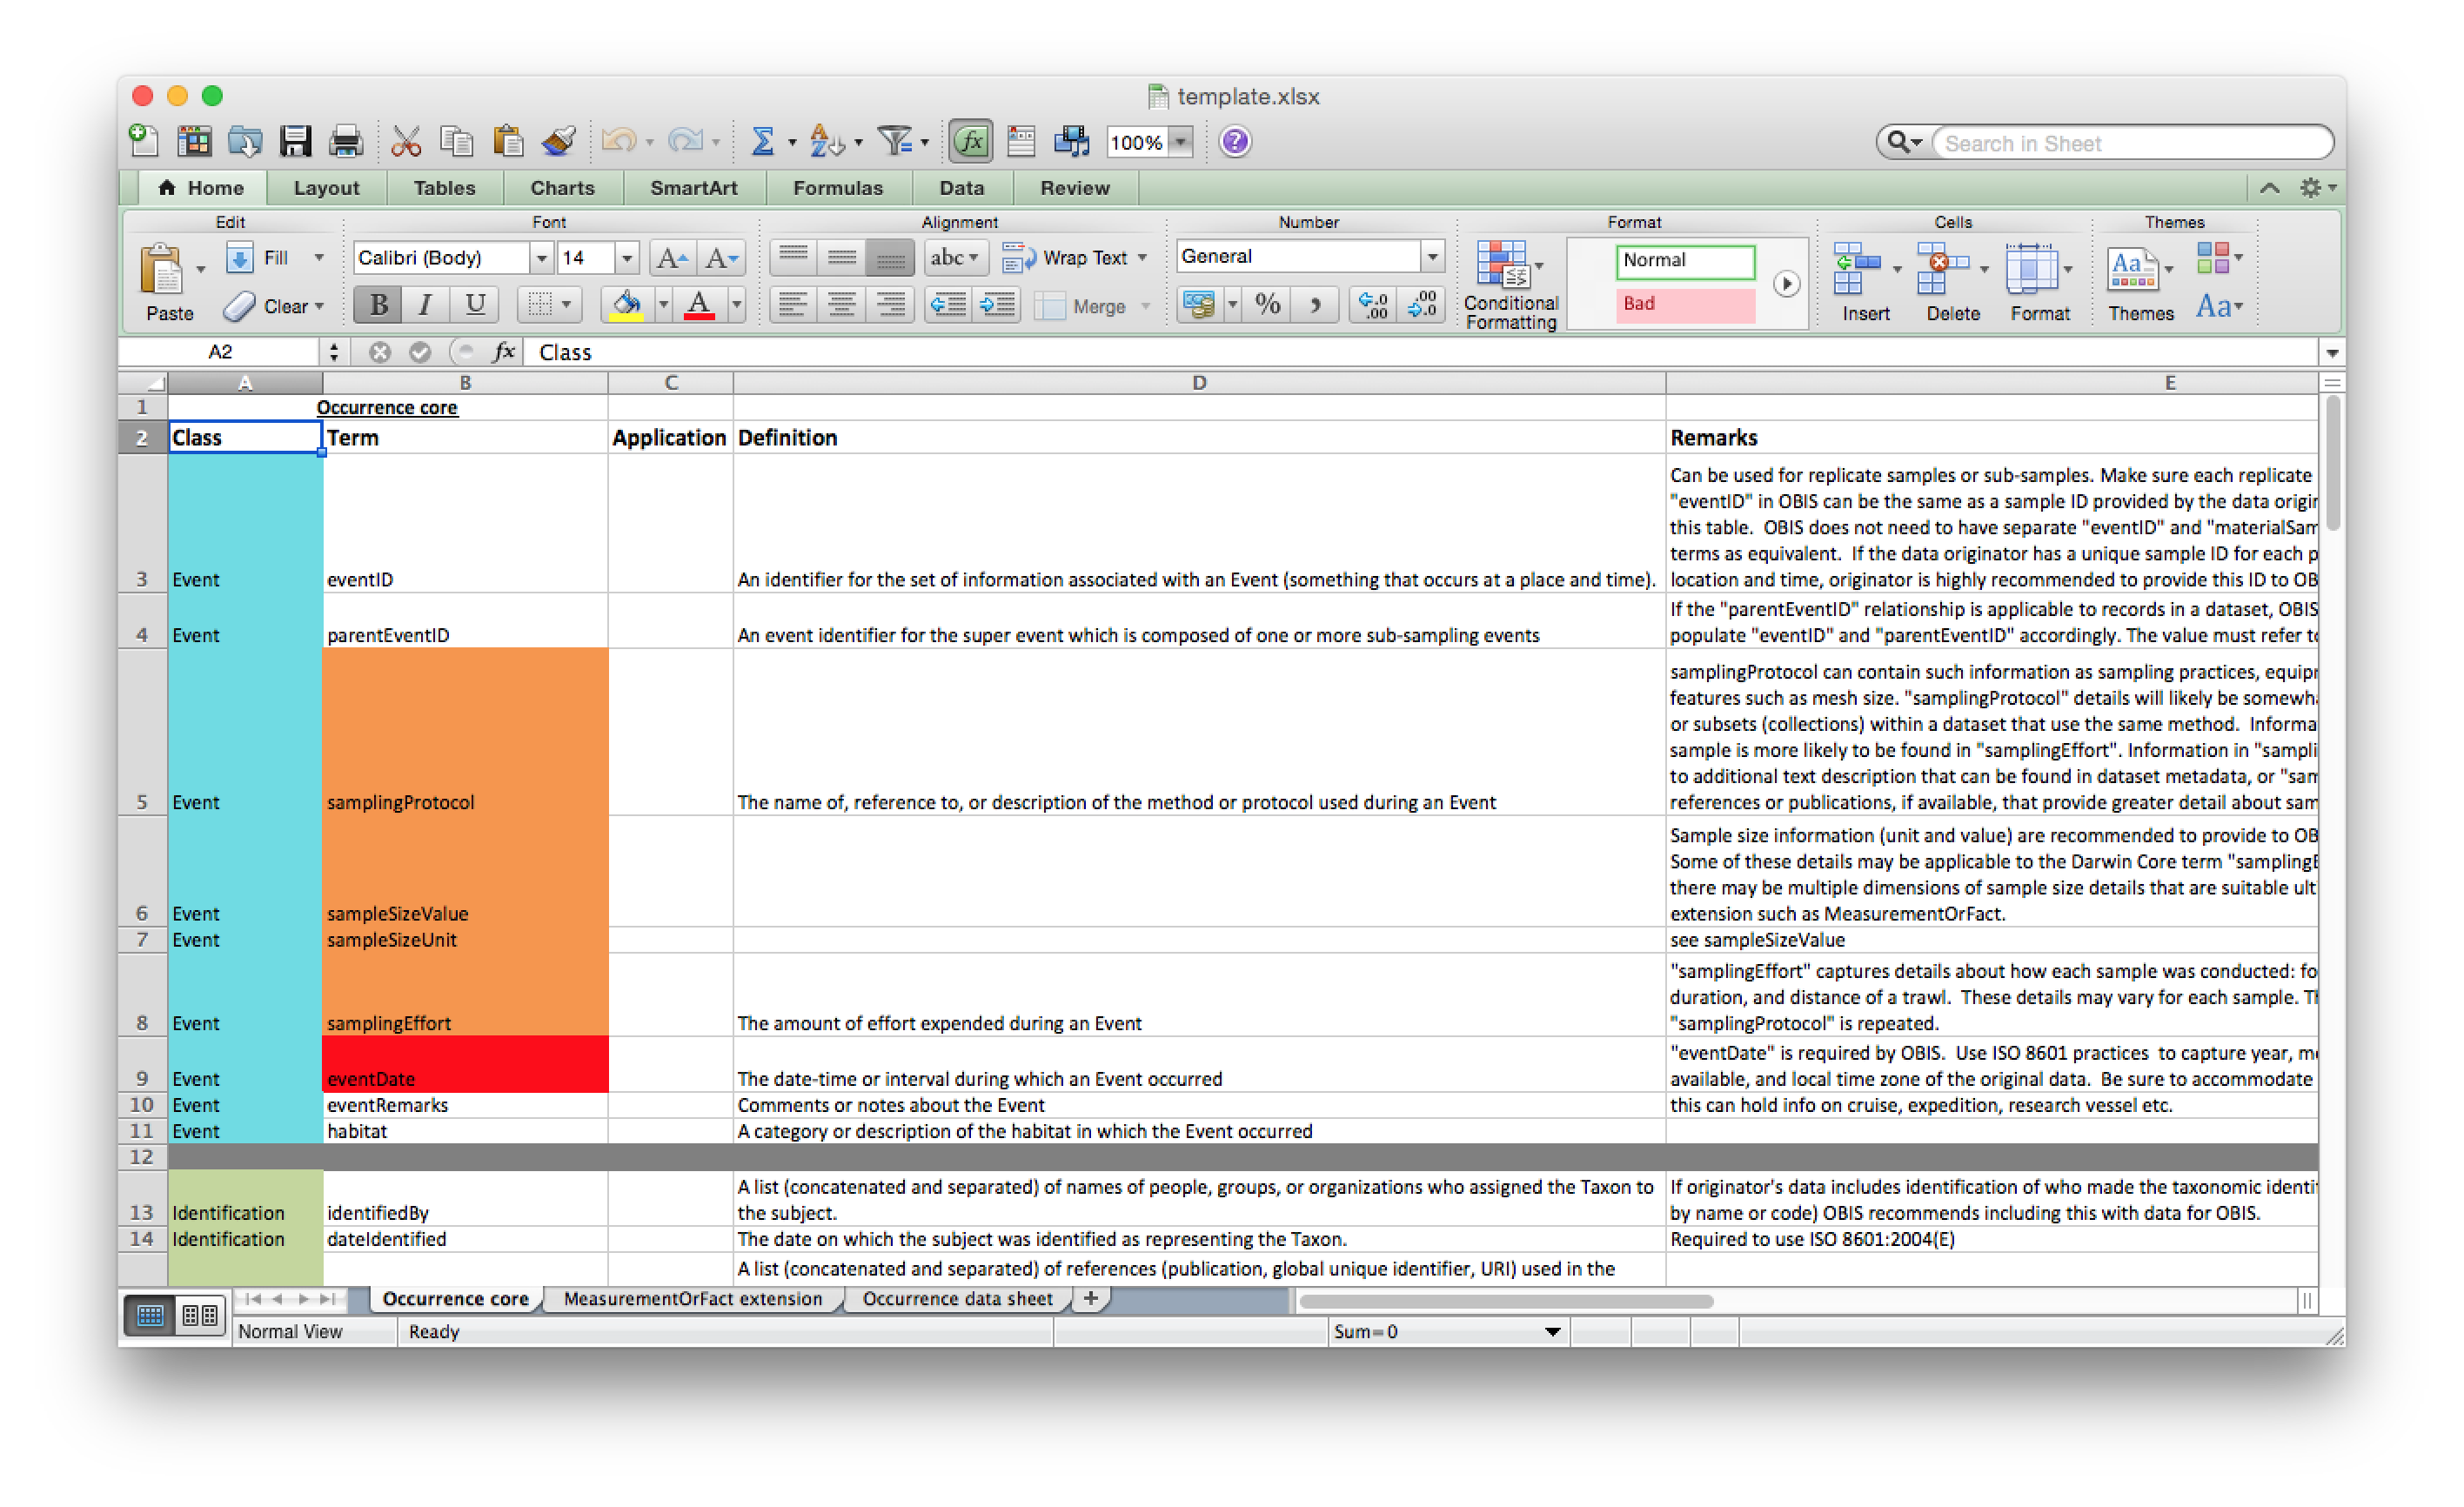 template.xlsx
100%
Search in Sheet
Home Layout Tables Charts SmartArt Formulas Data Review
Edit Font Alignment Number Format Cells Themes
Fill Calibri (Body) 14 abc Wrap Text General Normal
Paste Clear B I U A Merge % Conditional Formatting Bad Insert Delete Format Themes Aa
A2 fx Class
A B C D E
1 Occurrence core
2 Class Term Application Definition Remarks
Can be used for replicate samples or sub-samples. Make sure each replicate
"eventID" in OBIS can be the same as a sample ID provided by the data
this table.  OBIS does not need to have separate "eventID" and
terms as equivalent.  If the data originator has a unique sample ID for each
3 Event eventID An identifier for the set of information associated with an Event (something that occurs at a place and time). location and time, originator is highly recommended to provide this ID to
If the "parentEventID" relationship is applicable to records in a dataset, OBIS
4 Event parentEventID An event identifier for the super event which is composed of one or more sub-sampling events populate "eventID" and "parentEventID" accordingly. The value must refer
samplingProtocol can contain such information as sampling practices,
features such as mesh size. "samplingProtocol" details will likely be
or subsets (collections) within a dataset that use the same method.
sample is more likely to be found in "samplingEffort". Information in
to additional text description that can be found in dataset metadata, or
5 Event samplingProtocol The name of, reference to, or description of the method or protocol used during an Event references or publications, if available, that provide greater detail about
Sample size information (unit and value) are recommended to provide to
Some of these details may be applicable to the Darwin Core term
there may be multiple dimensions of sample size details that are suitable
6 Event sampleSizeValue extension such as MeasurementOrFact.
7 Event sampleSizeUnit see sampleSizeValue
"samplingEffort" captures details about how each sample was conducted:
duration, and distance of a trawl.  These details may vary for each sample.
8 Event samplingEffort The amount of effort expended during an Event "samplingProtocol" is repeated.
"eventDate" is required by OBIS.  Use ISO 8601 practices  to capture year,
9 Event eventDate The date-time or interval during which an Event occurred available, and local time zone of the original data.  Be sure to accommodate
10 Event eventRemarks Comments or notes about the Event this can hold info on cruise, expedition, research vessel etc.
11 Event habitat A category or description of the habitat in which the Event occurred
12
A list (concatenated and separated) of names of people, groups, or organizations who assigned the Taxon to If originator's data includes identification of who made the taxonomic
13 Identification identifiedBy the subject. by name or code) OBIS recommends including this with data for OBIS.
14 Identification dateIdentified The date on which the subject was identified as representing the Taxon. Required to use ISO 8601:2004(E)
A list (concatenated and separated) of references (publication, global unique identifier, URI) used in the
Occurrence core MeasurementOrFact extension Occurrence data sheet +
Normal View Ready Sum=0